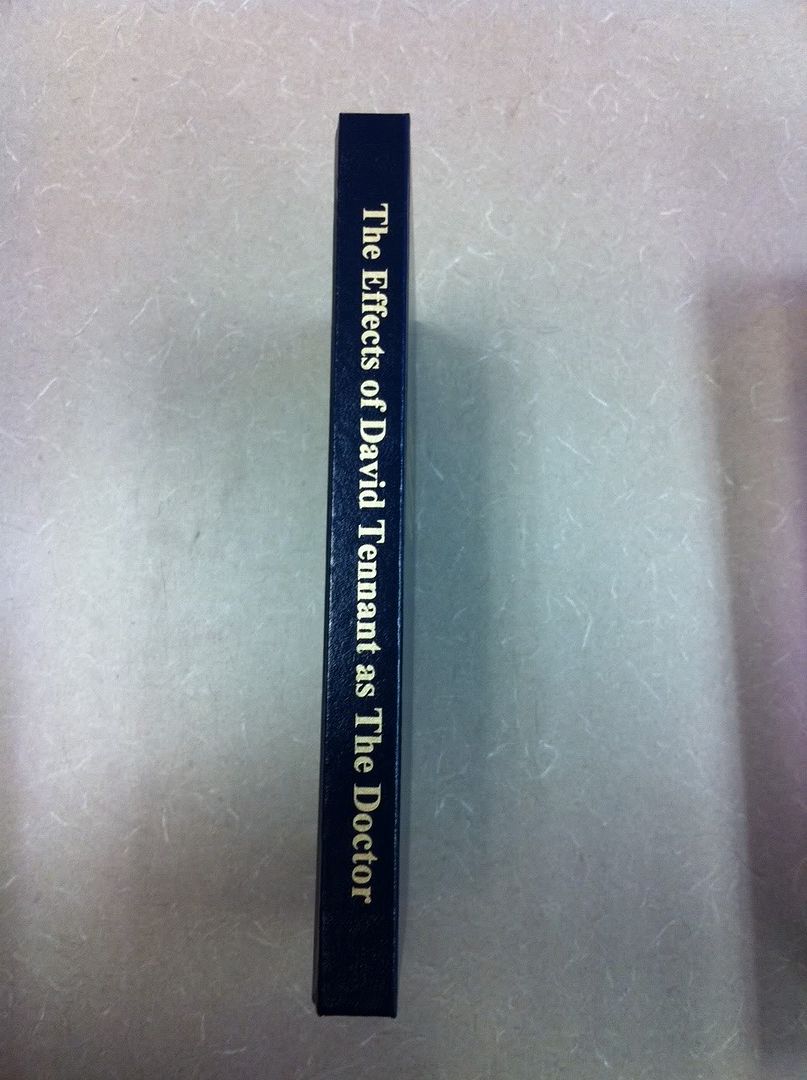 The Effects of David Tennant as The Doctor